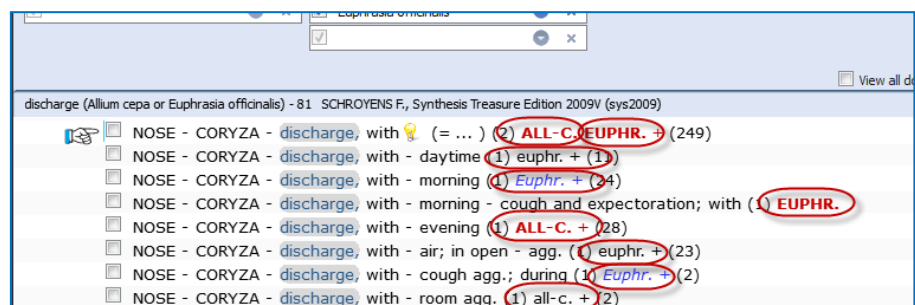 Euphrasia officinalis
View all
discharge (Allium cepa or Euphrasia officinalis) - 81 SCHROYENS F., Synthesis Treasure Edition 2009V (sys2009)
NOSE - CORYZA - discharge, with (= ... ) (2) ALL-C. EUPHR. + (249)
NOSE - CORYZA - discharge, with - daytime (1) euphr. + (11)
NOSE - CORYZA - discharge, with - morning (1) Euphr. + (24)
NOSE - CORYZA - discharge, with - morning - cough and expectoration; with (1) EUPHR.
NOSE - CORYZA - discharge, with - evening (1) ALL-C. + (28)
NOSE - CORYZA - discharge, with - air; in open - agg. (1) euphr. + (23)
NOSE - CORYZA - discharge, with - cough agg.; during (1) Euphr. + (2)
NOSE - CORYZA - discharge, with - room agg. (1) all-c. + (2)